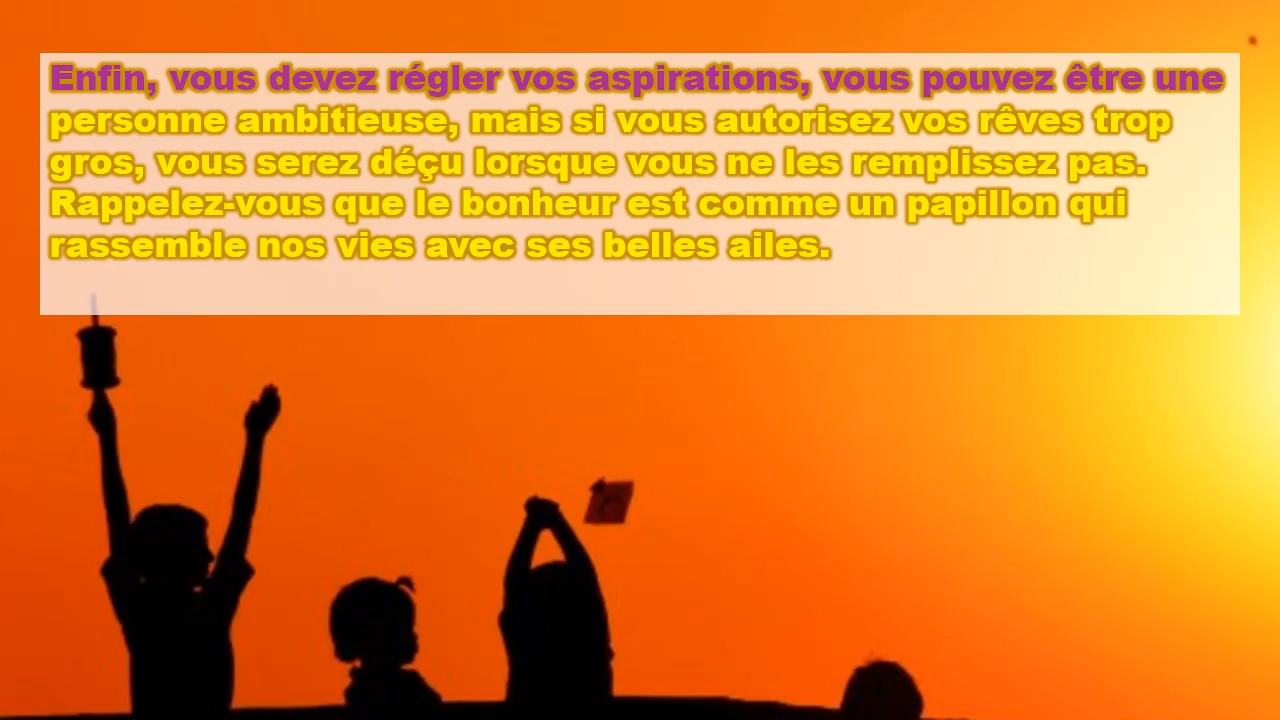 Enfin, vous devez régler vos aspirations, vous pouvez être une
personne ambitieuse, mais si vous autorisez vos rêves trop
gros, vous serez déçu lorsque vous ne les remplissez pas.
Rappelez-vous que le bonheur est comme un papillon qui
rassemble nos vies avec ses belles ailes.